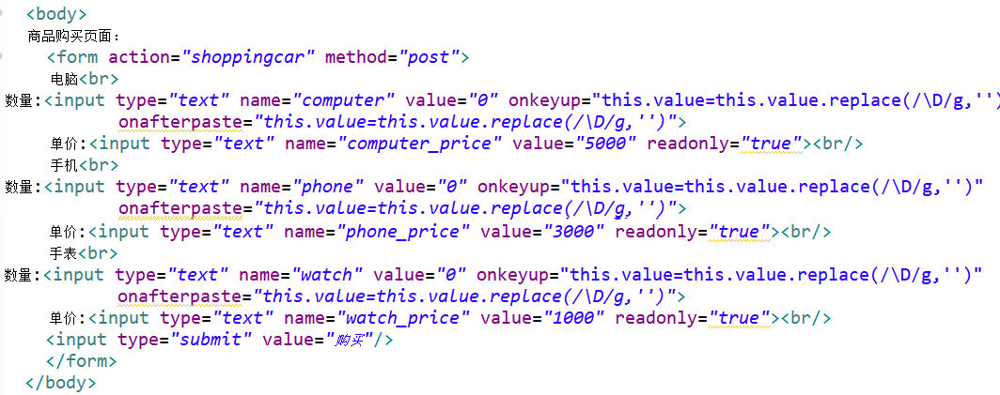 <body>
商品购买页面：
<form action="shoppingcar" method="post">
电脑<br>
数量:<input type="text" name="computer" value="0" onkeyup="this.value=this.value.replace(/\D/g,'')
onafterpaste="this.value=this.value.replace(/\D/g,'')">
单价:<input type="text" name="computer_price" value="5000" readonly="true"><br/>
手机<br>
数量:<input type="text" name="phone" value="0" onkeyup="this.value=this.value.replace(/\D/g,'')"
onafterpaste="this.value=this.value.replace(/\D/g,'')">
单价:<input type="text" name="phone_price" value="3000" readonly="true"><br/>
手表<br>
数量:<input type="text" name="watch" value="0" onkeyup="this.value=this.value.replace(/\D/g,'')"
onafterpaste="this.value=this.value.replace(/\D/g,'')">
单价:<input type="text" name="watch_price" value="1000" readonly="true"><br/>
<input type="submit" value="购买"/>
</form>
</body>